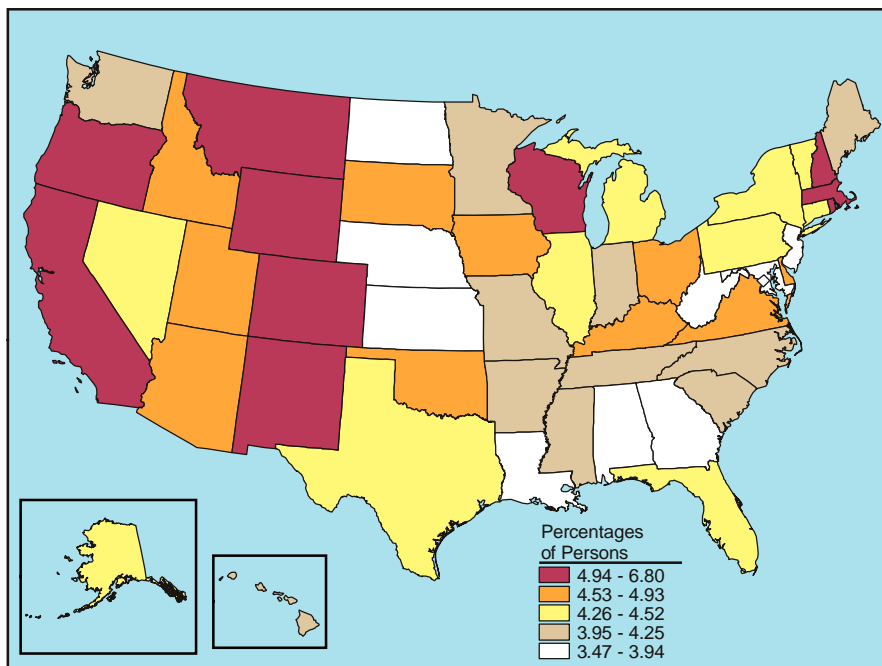 Percentages
of Persons
4.94 - 6.80
4.53 - 4.93
4.26 - 4.52
3.95 - 4.25
3.47 - 3.94